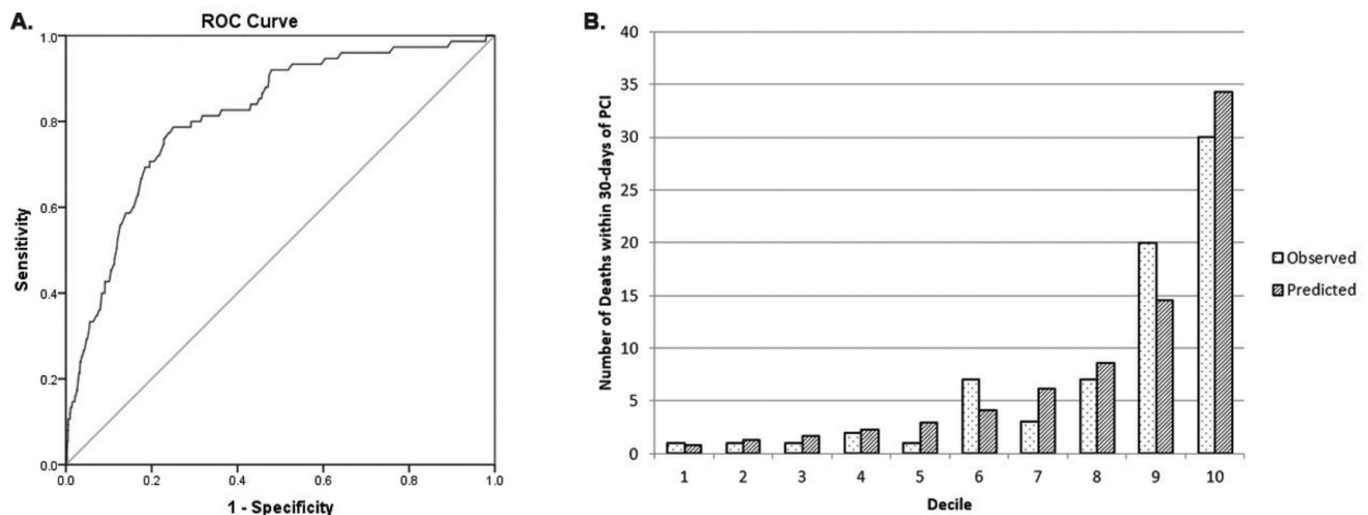 A.
ROC Curve
1.0
0.8
0.6
0.4
0.2
0.0
Sensitivity
0.0 0.2 0.4 0.6 0.8 1.0
1 - Specificity
B.
40
35
30
25
20
15
10
5
0
Number of Deaths within 30-days of PCI
1 2 3 4 5 6 7 8 9 10
Decile
Observed
Predicted